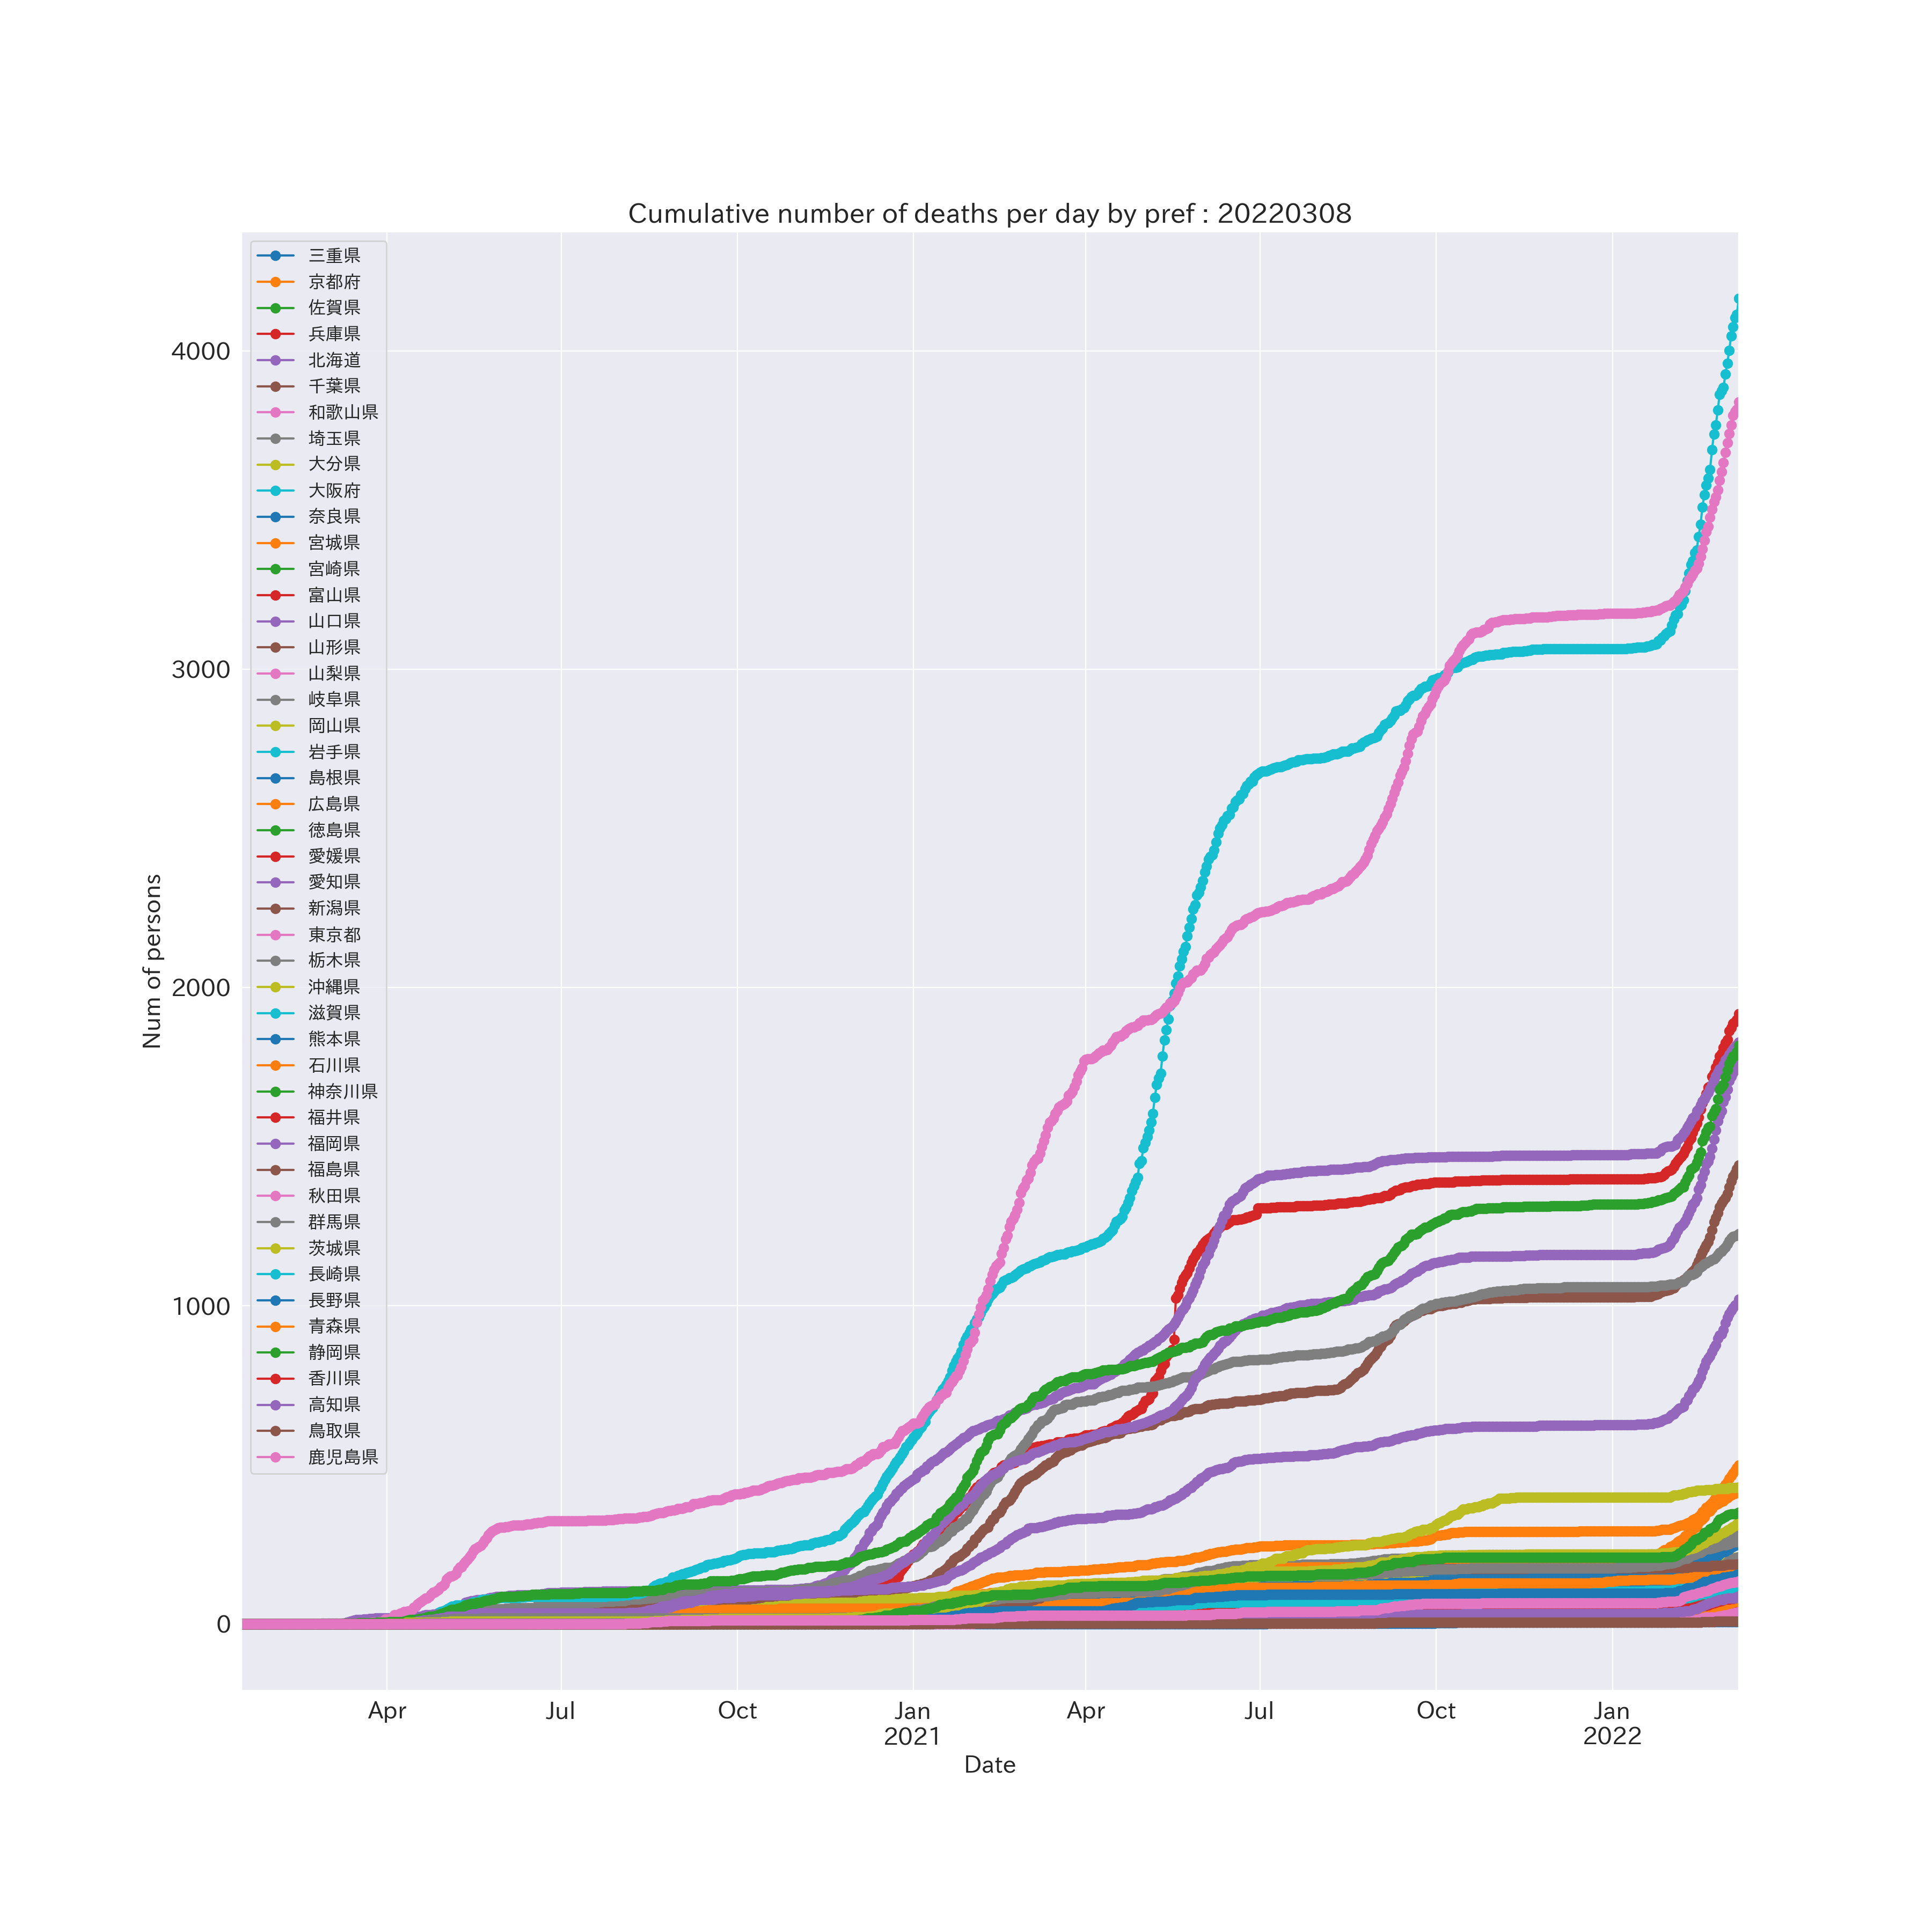 Cumulative number of deaths per day by pref : 20220308
三重県
京都府
佐賀県
兵庫県
北海道
千葉県
和歌山県
埼玉県
大分県
大阪府
奈良県
宮城県
宮崎県
富山県
山口県
山形県
山梨県
岐阜県
岡山県
岩手県
島根県
広島県
徳島県
愛媛県
愛知県
新潟県
東京都
栃木県
沖縄県
滋賀県
熊本県
石川県
神奈川県
福井県
福岡県
福島県
秋田県
群馬県
茨城県
長崎県
長野県
青森県
静岡県
香川県
高知県
鳥取県
鹿児島県
4000
3000
2000
1000
0
Num of persons
Apr
Jul
Oct
Jan
2021
Apr
Jul
Oct
Jan
2022
Date